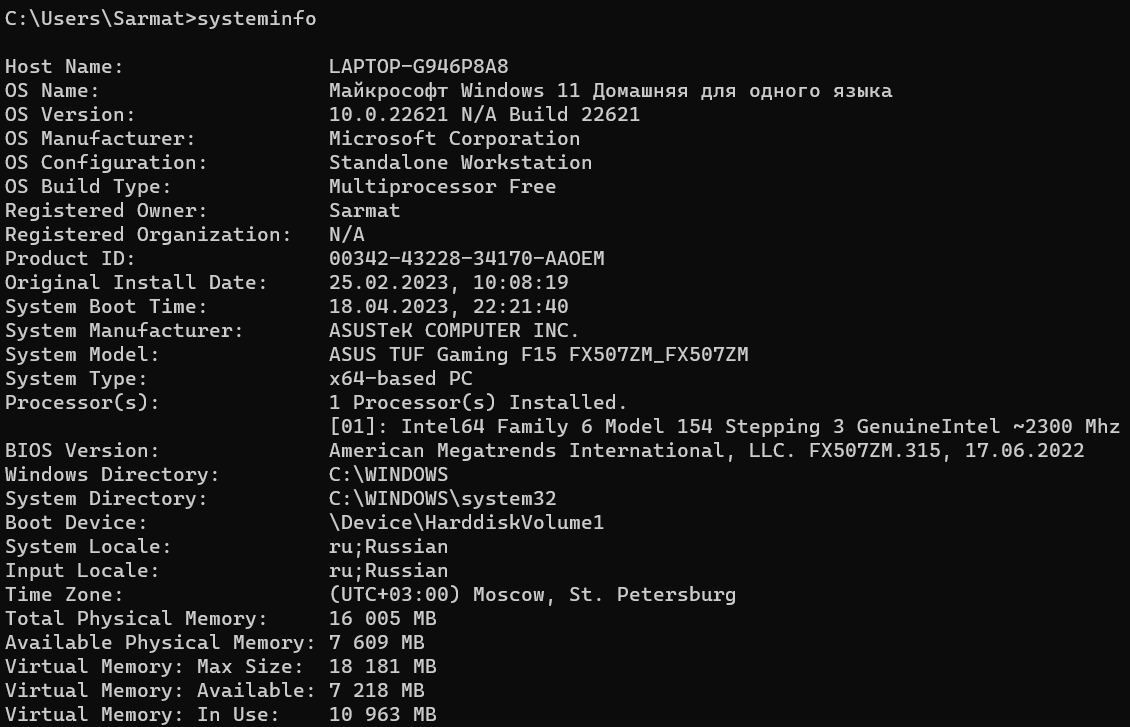 C:\Users\Sarmat>systeminfo
Host Name: LAPTOP-G946P8A8
OS Name: Майкрософт Windows 11 Домашняя для одного языка
OS Version: 10.0.22621 N/A Build 22621
OS Manufacturer: Microsoft Corporation
OS Configuration: Standalone Workstation
OS Build Type: Multiprocessor Free
Registered Owner: Sarmat
Registered Organization: N/A
Product ID: 00342-43228-34170-AAOEM
Original Install Date: 25.02.2023, 10:08:19
System Boot Time: 18.04.2023, 22:21:40
System Manufacturer: ASUSTeK COMPUTER INC.
System Model: ASUS TUF Gaming F15 FX507ZM_FX507ZM
System Type: x64-based PC
Processor(s): 1 Processor(s) Installed.
[01]: Intel64 Family 6 Model 154 Stepping 3 GenuineIntel ~2300 Mhz
BIOS Version: American Megatrends International, LLC. FX507ZM.315, 17.06.2022
Windows Directory: C:\WINDOWS
System Directory: C:\WINDOWS\system32
Boot Device: \Device\HarddiskVolume1
System Locale: ru;Russian
Input Locale: ru;Russian
Time Zone: (UTC+03:00) Moscow, St. Petersburg
Total Physical Memory: 16 005 MB
Available Physical Memory: 7 609 MB
Virtual Memory: Max Size: 18 181 MB
Virtual Memory: Available: 7 218 MB
Virtual Memory: In Use: 10 963 MB